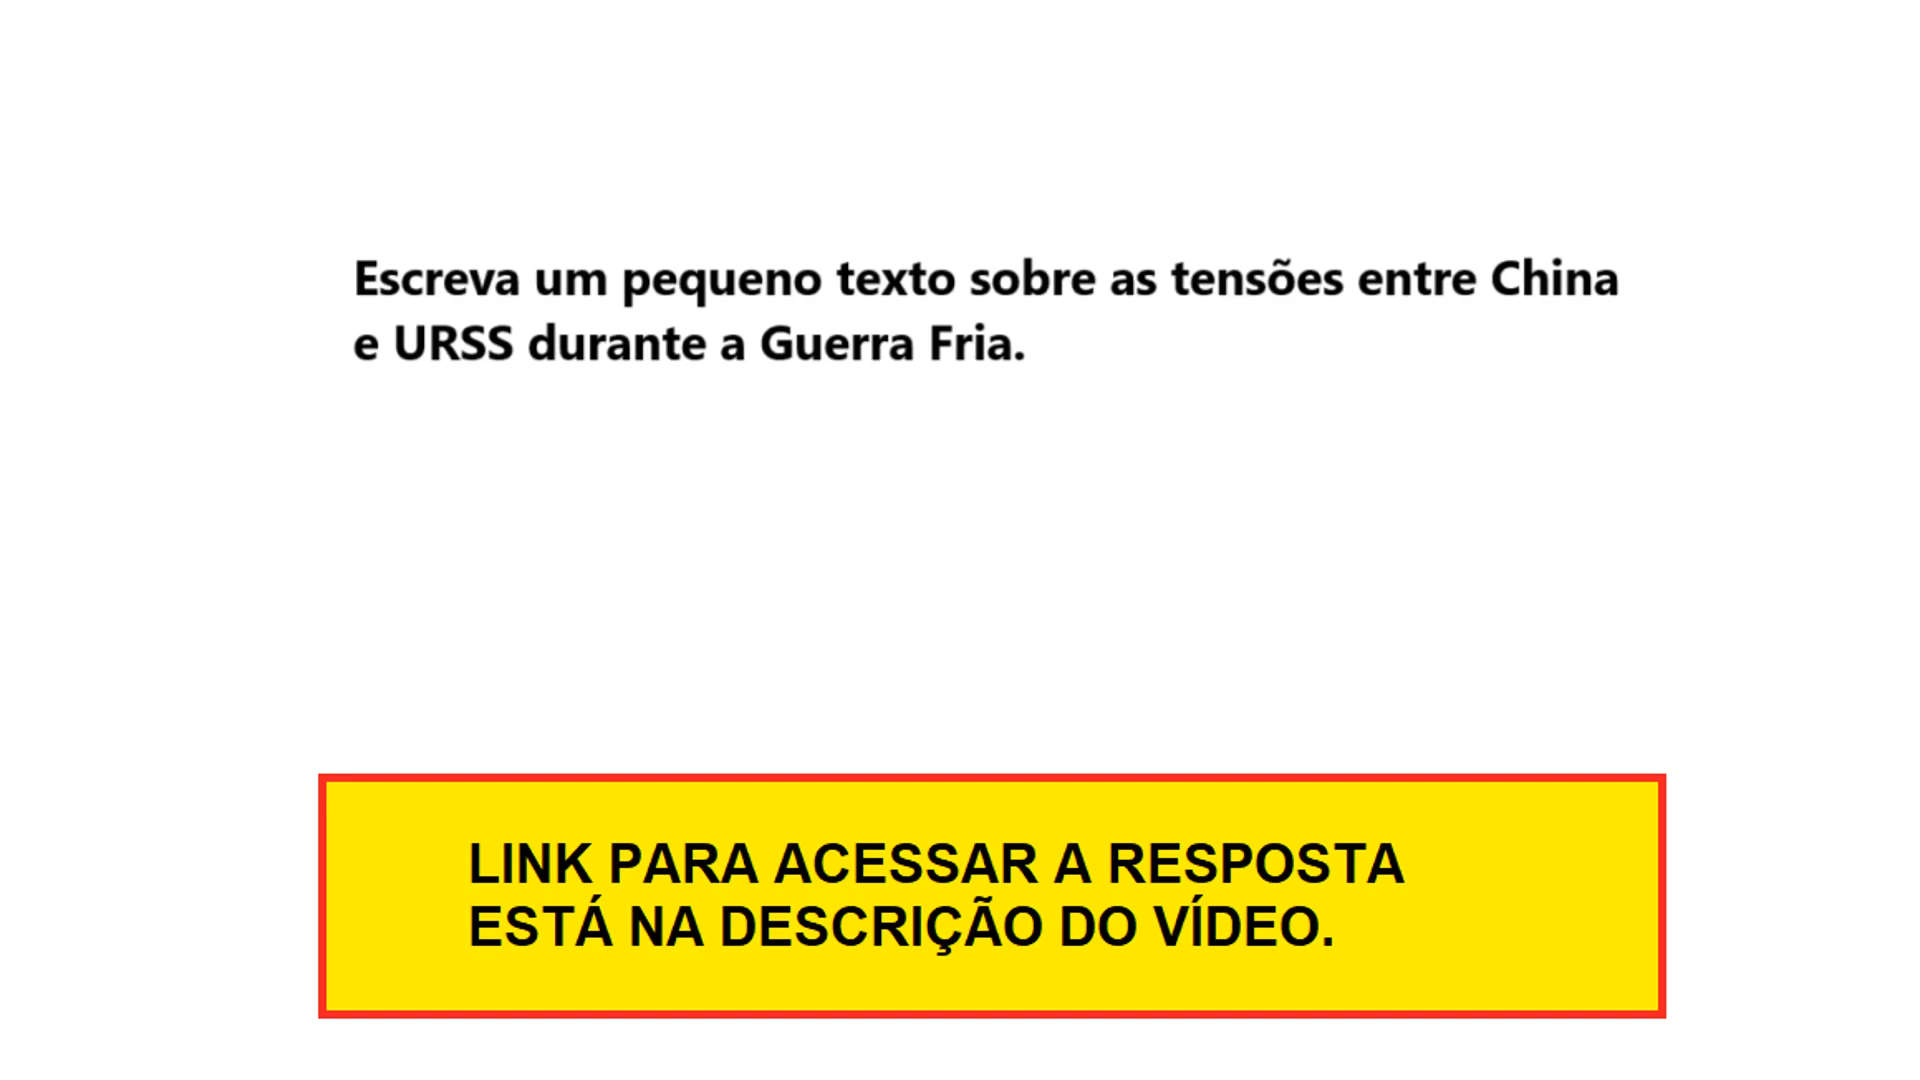 Escreva um pequeno texto sobre as tensões entre China
e URSS durante a Guerra Fria.
LINK PARA ACESSAR A RESPOSTA
ESTÁ NA DESCRIÇÃO DO VÍDEO.